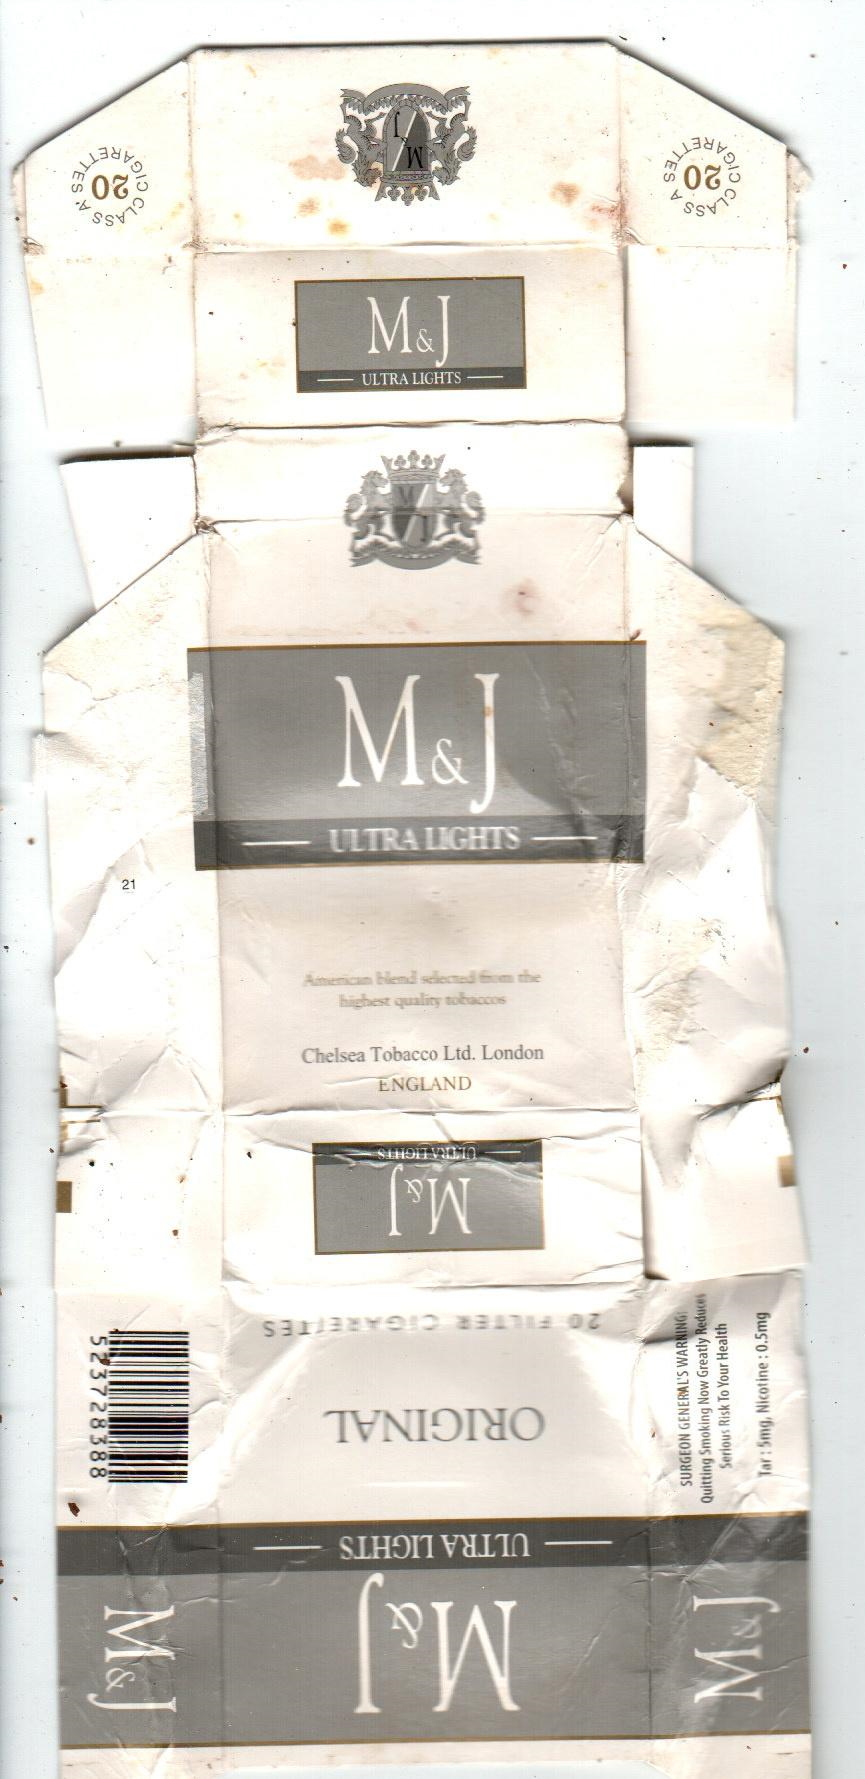 CLASS A. CIGARETTES
20
M
&
J
CLASS A. CIGARETTES
20
M&J
ULTRA LIGHTS
M
J
M&J
ULTRA LIGHTS
21
American blend selected from the
highest quality tobaccos
Chelsea Tobacco Ltd. London
ENGLAND
M&J
ULTRA LIGHTS
20 FILTER CIGARETTES
ORIGINAL
523728388
SURGEON GENERAL'S WARNING:
Quitting Smoking Now Greatly Reduces
Serious Risk To Your Health
Tar : 5mg, Nicotine : 0.5mg
ULTRA LIGHTS
M&J
M&J
M&J